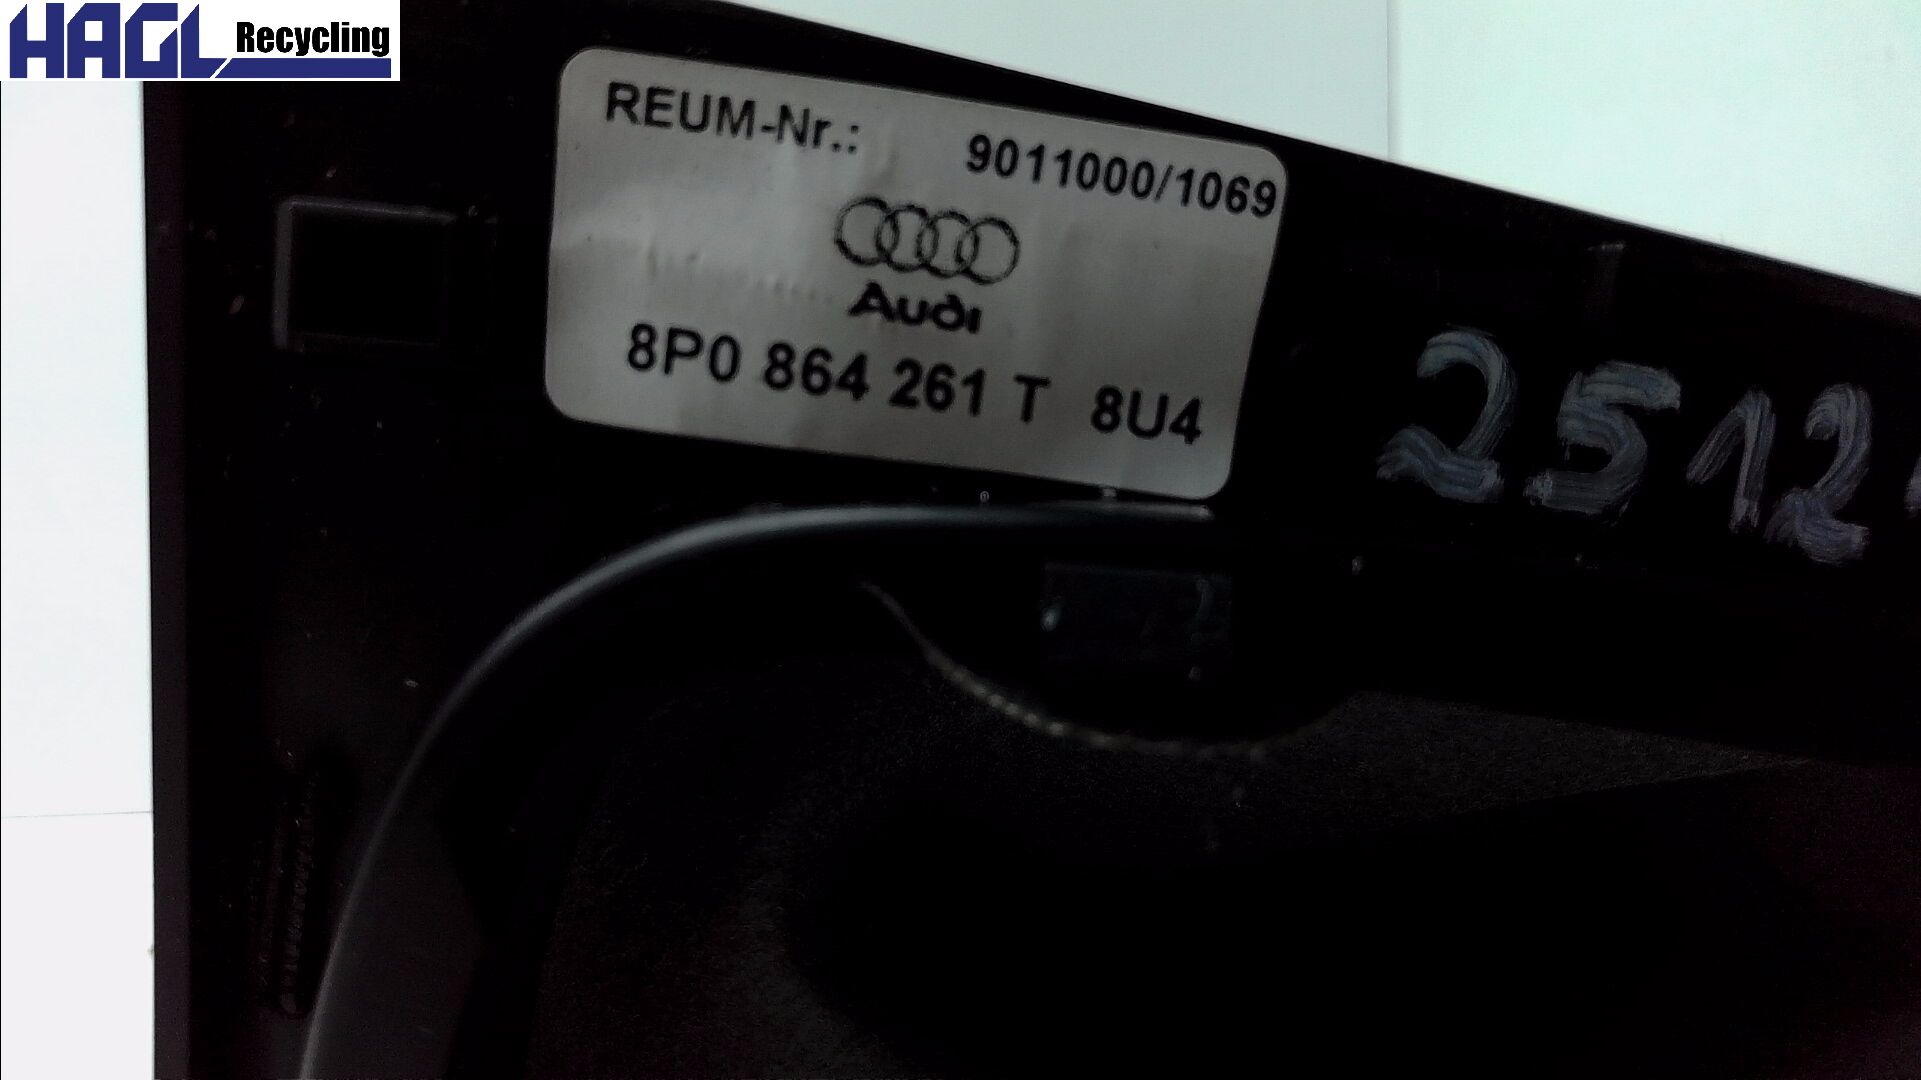 HAGL Recycling
REUM-Nr.: 9011000/1069
Audi
8P0 864 261 T 8U4
2512